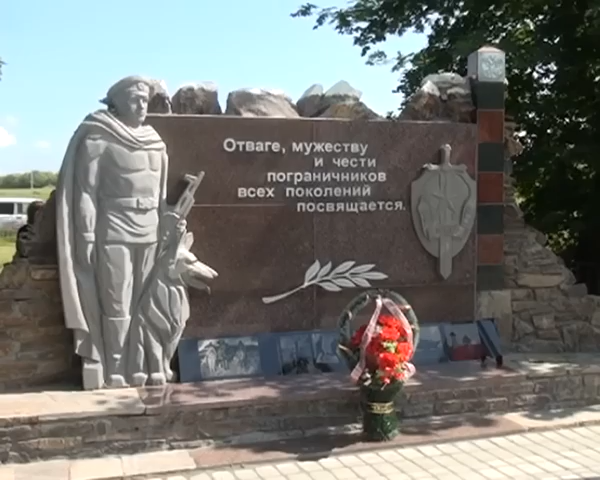 Отваге, мужеству
и чести
пограничников
всех поколений
посвящается.